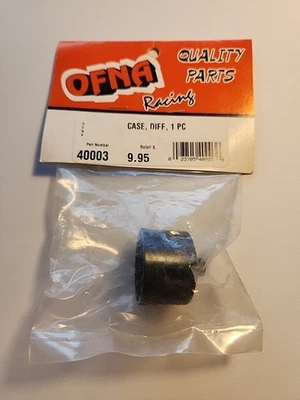 OFNA
QUALITY
PARTS
Racing
CASE, DIFF, 1 PC
Part Number
Retail $
40003
9.95